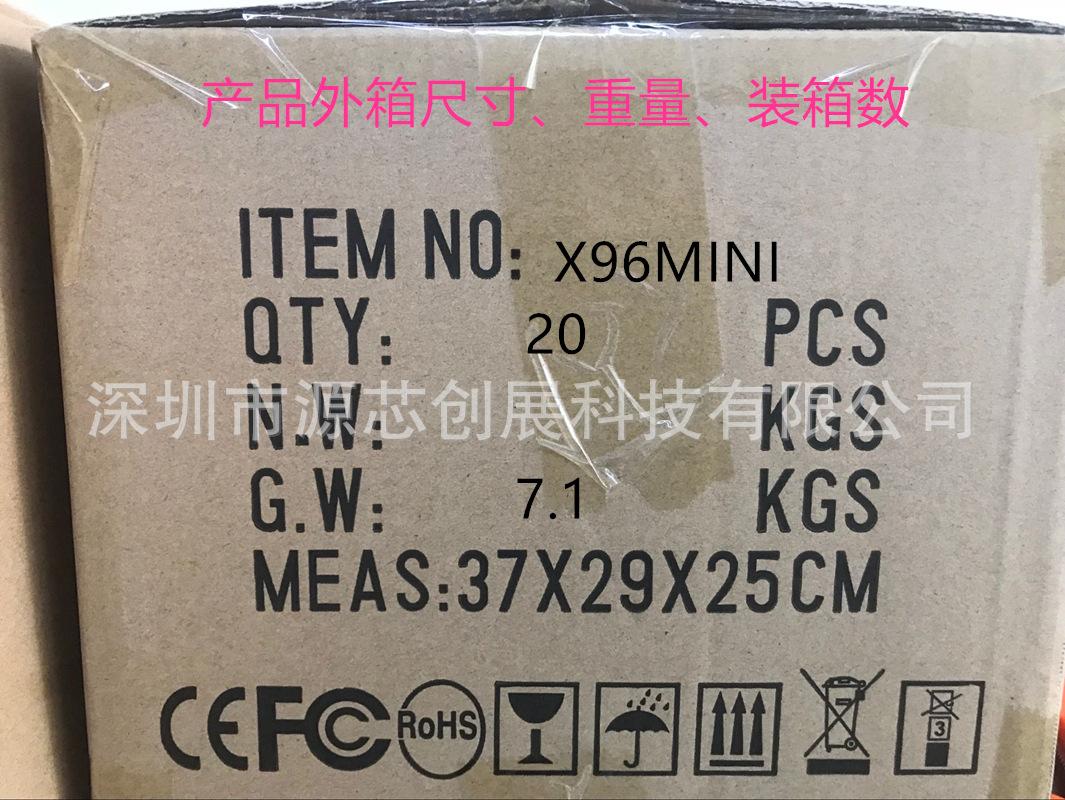 产品外箱尺寸、重量、装箱数
ITEM NO: X96MINI
QTY: 20 PCS
深圳市源芯创展科技有限公司
N.W: KGS
G.W: 7.1 KGS
MEAS:37X29X25CM
CE FC RoHS 3